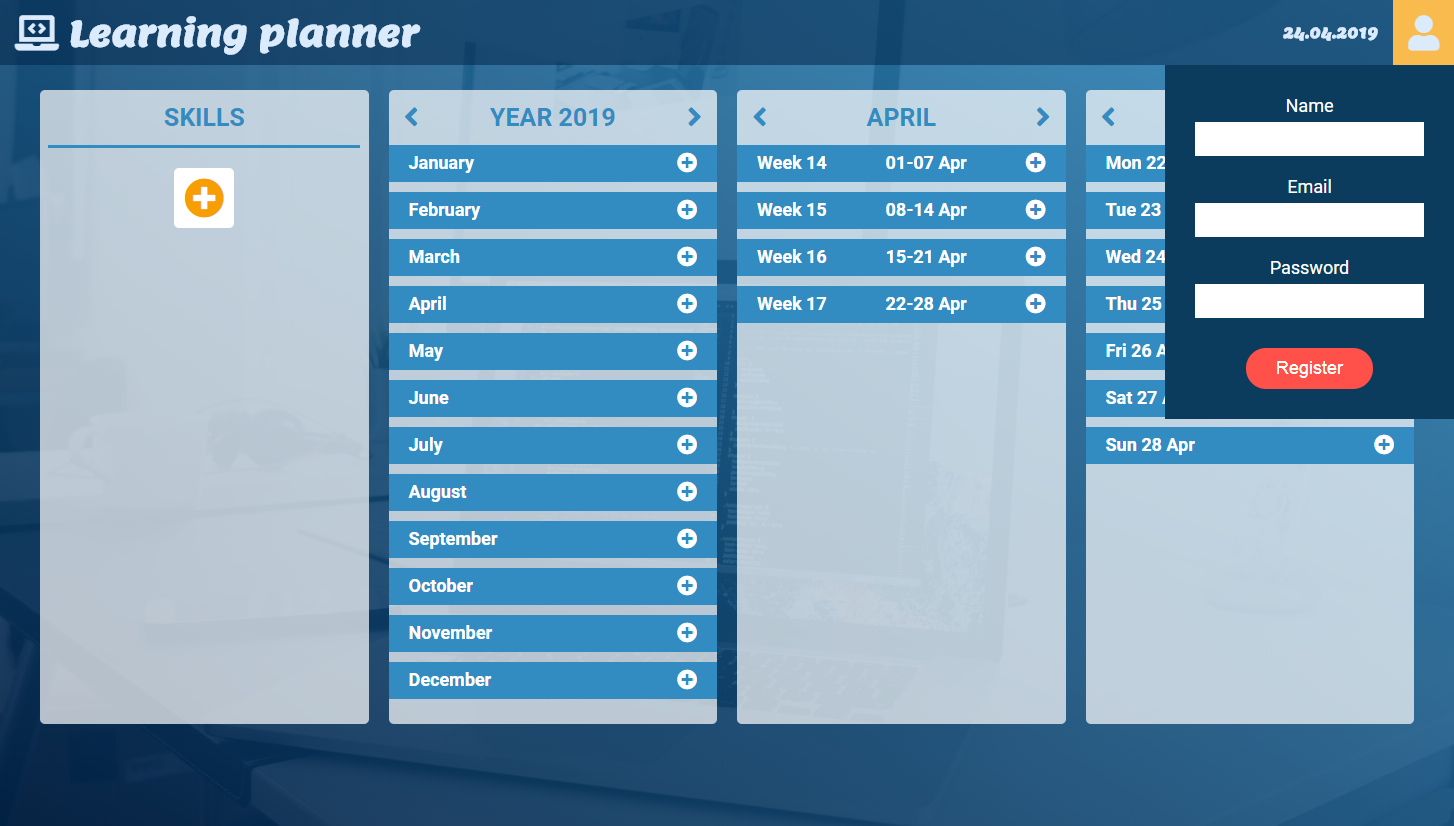 Learning planner
24.04.2019
SKILLS
YEAR 2019
January
February
March
April
May
June
July
August
September
October
November
December
APRIL
Week 14 01-07 Apr
Week 15 08-14 Apr
Week 16 15-21 Apr
Week 17 22-28 Apr
Mon 22
Tue 23
Wed 24
Thu 25
Fri 26 A
Sat 27
Sun 28 Apr
Name
Email
Password
Register